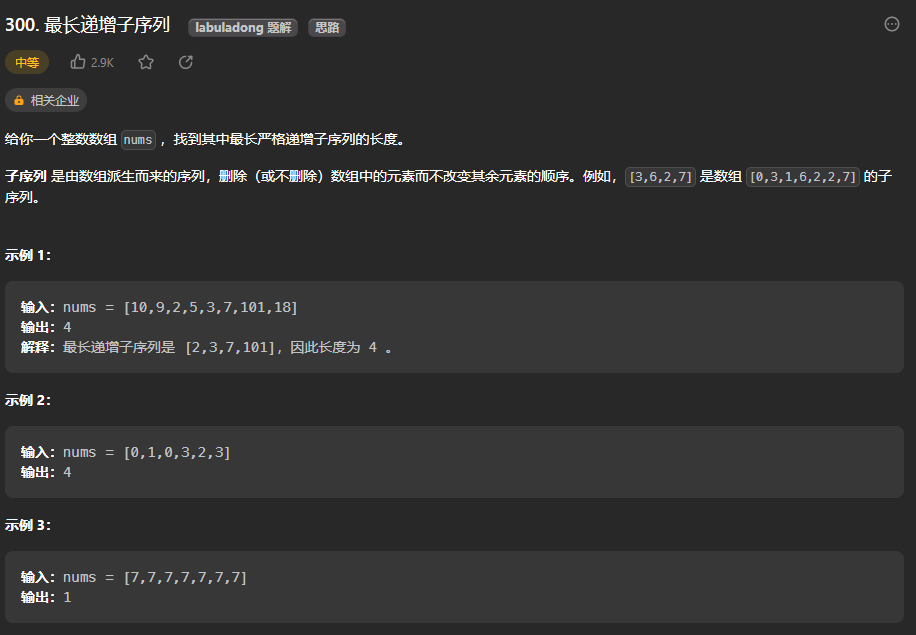 300. 最长递增子序列 labuladong 题解 思路
中等 2.9K
相关企业
给你一个整数数组 nums ，找到其中最长严格递增子序列的长度。
子序列 是由数组派生而来的序列，删除（或不删除）数组中的元素而不改变其余元素的顺序。例如，[3,6,2,7] 是数组 [0,3,1,6,2,2,7] 的子
序列。
示例 1：
输入：nums = [10,9,2,5,3,7,101,18]
输出：4
解释：最长递增子序列是 [2,3,7,101]，因此长度为 4 。
示例 2：
输入：nums = [0,1,0,3,2,3]
输出：4
示例 3：
输入：nums = [7,7,7,7,7,7,7]
输出：1